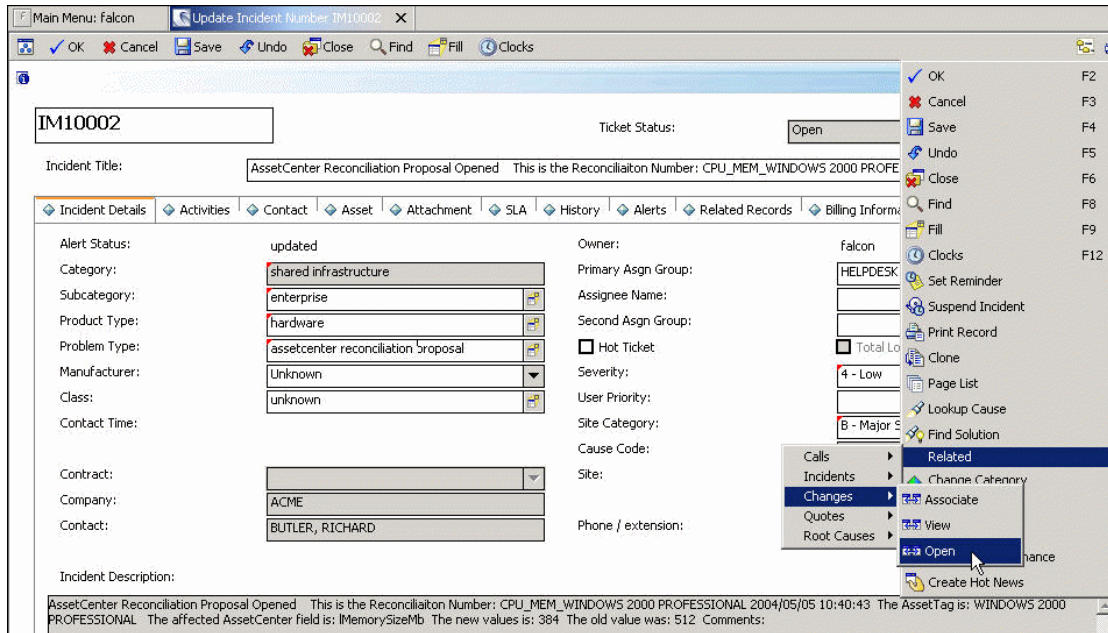 Main Menu: falcon Update Incident Number IM10002 X
OK Cancel Save Undo Close Find Fill Clocks
IM10002
Ticket Status: Open
Incident Title: AssetCenter Reconciliation Proposal Opened This is the Reconciliaiton Number: CPU_MEM_WINDOWS 2000 PROFE
Incident Details Activities Contact Asset Attachment SLA History Alerts Related Records Billing Informa
Alert Status: updated
Category: shared infrastructure
Subcategory: enterprise
Product Type: hardware
Problem Type: assetcenter reconciliation proposal
Manufacturer: Unknown
Class: unknown
Contact Time:
Contract:
Company: ACME
Contact: BUTLER, RICHARD
Owner: falcon
Primary Asgn Group: HELPDESK
Assignee Name:
Second Asgn Group:
Hot Ticket Total Lo
Severity: 4 - Low
User Priority:
Site Category: B - Major S
Cause Code:
Site:
Phone / extension:
OK F2
Cancel F3
Save F4
Undo F5
Close F6
Find F8
Fill F9
Clocks F12
Set Reminder
Suspend Incident
Print Record
Clone
Page List
Lookup Cause
Find Solution
Related
Change Category
Create Hot News
Calls
Incidents
Changes
Quotes
Root Causes
Associate
View
Open
Incident Description:
AssetCenter Reconciliation Proposal Opened This is the Reconciliaiton Number: CPU_MEM_WINDOWS 2000 PROFESSIONAL 2004/05/05 10:40:43 The AssetTag is: WINDOWS 2000
PROFESSIONAL The affected AssetCenter field is: lMemorySizeMb The new values is: 384 The old value was: 512 Comments: